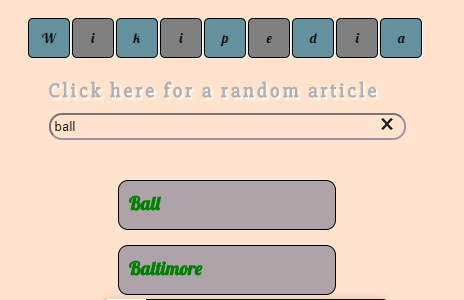 W i k i p e d i a
Click here for a random article
ball ×
Ball
Baltimore